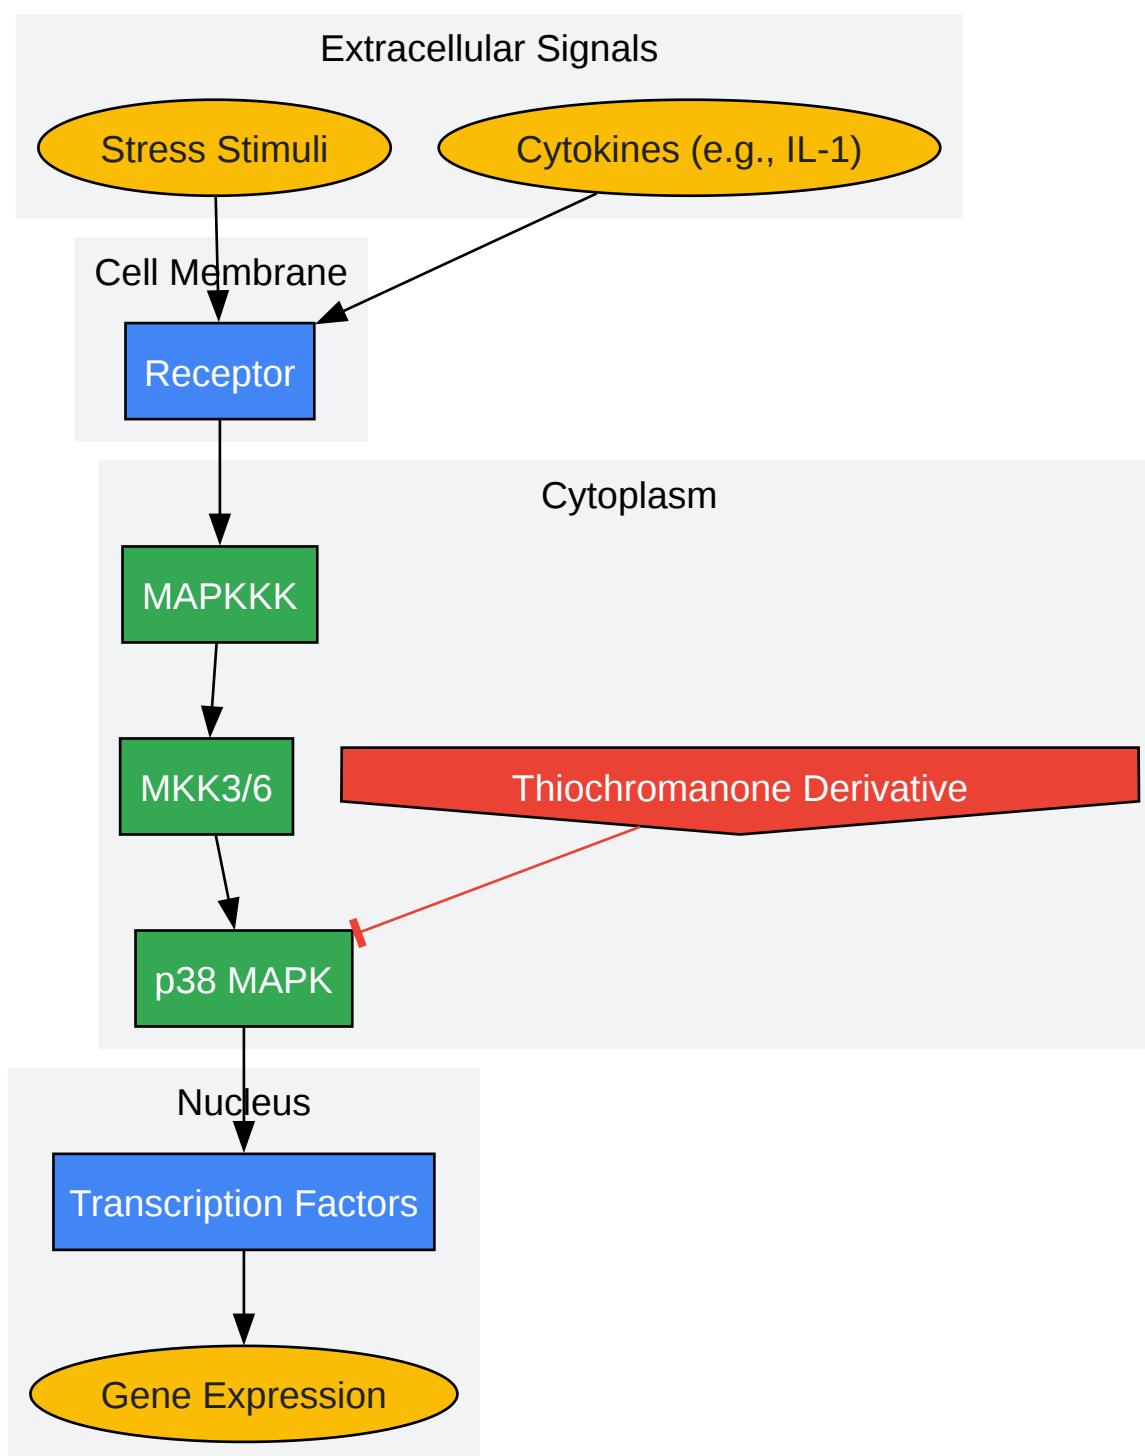 Extracellular Signals
Stress Stimuli
Cytokines (e.g., IL-1)
Cell Membrane
Receptor
Cytoplasm
MAPKKK
MKK3/6
Thiochromanone Derivative
p38 MAPK
Nucleus
Transcription Factors
Gene Expression